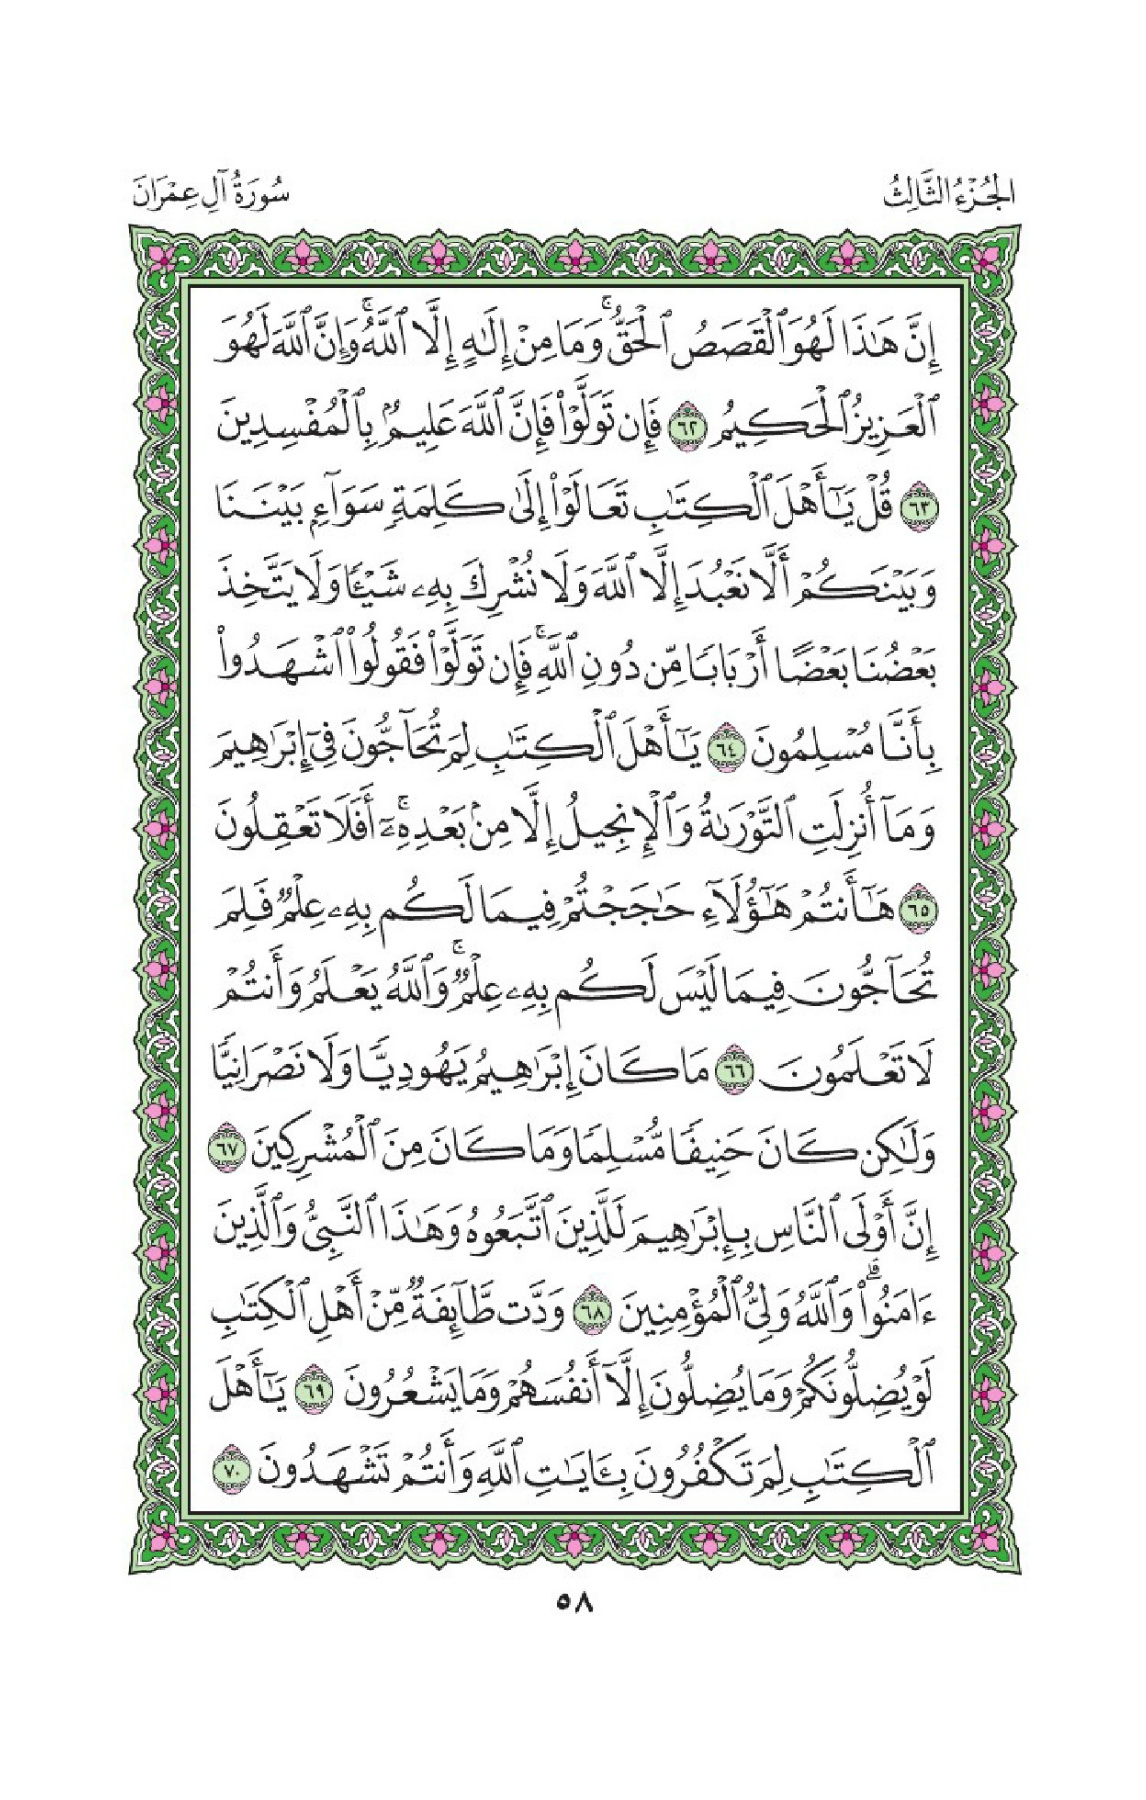 الجُزْءُ الثَّالِثُ
سُورَةُ آلِ عِمْرَانَ
إِنَّ هَٰذَا لَهُوَ ٱلْقَصَصُ ٱلْحَقُّۚ وَمَا مِنْ إِلَٰهٍ إِلَّا ٱللَّهُۚ وَإِنَّ ٱللَّهَ لَهُوَ
ٱلْعَزِيزُ ٱلْحَكِيمُ ٦٢ فَإِن تَوَلَّوْا۟ فَإِنَّ ٱللَّهَ عَلِيمٌۢ بِٱلْمُفْسِدِينَ
٦٣ قُلْ يَٰٓأَهْلَ ٱلْكِتَٰبِ تَعَالَوْا۟ إِلَىٰ كَلِمَةٍ سَوَآءٍۭ بَيْنَنَا
وَبَيْنَكُمْ أَلَّا نَعْبُدَ إِلَّا ٱللَّهَ وَلَا نُشْرِكَ بِهِۦ شَيْـًٔا وَلَا يَتَّخِذَ
بَعْضُنَا بَعْضًا أَرْبَابًا مِّن دُونِ ٱللَّهِۚ فَإِن تَوَلَّوْا۟ فَقُولُوا۟ ٱشْهَدُوا۟
بِأَنَّا مُسْلِمُونَ ٦٤ يَٰٓأَهْلَ ٱلْكِتَٰبِ لِمَ تُحَآجُّونَ فِىٓ إِبْرَٰهِيمَ
وَمَآ أُنزِلَتِ ٱلتَّوْرَىٰةُ وَٱلْإِنجِيلُ إِلَّا مِنۢ بَعْدِهِۦٓۚ أَفَلَا تَعْقِلُونَ
٦٥ هَٰٓأَنتُمْ هَٰٓؤُلَآءِ حَٰجَجْتُمْ فِيمَا لَكُم بِهِۦ عِلْمٌ فَلِمَ
تُحَآجُّونَ فِيمَا لَيْسَ لَكُم بِهِۦ عِلْمٌۚ وَٱللَّهُ يَعْلَمُ وَأَنتُمْ
لَا تَعْلَمُونَ ٦٦ مَا كَانَ إِبْرَٰهِيمُ يَهُودِيًّا وَلَا نَصْرَانِيًّا
وَلَٰكِن كَانَ حَنِيفًا مُّسْلِمًا وَمَا كَانَ مِنَ ٱلْمُشْرِكِينَ ٦٧
إِنَّ أَوْلَى ٱلنَّاسِ بِإِبْرَٰهِيمَ لَلَّذِينَ ٱتَّبَعُوهُ وَهَٰذَا ٱلنَّبِىُّ وَٱلَّذِينَ
ءَامَنُوا۟ۗ وَٱللَّهُ وَلِىُّ ٱلْمُؤْمِنِينَ ٦٨ وَدَّت طَّآئِفَةٌ مِّنْ أَهْلِ ٱلْكِتَٰبِ
لَوْ يُضِلُّونَكُمْ وَمَا يُضِلُّونَ إِلَّآ أَنفُسَهُمْ وَمَا يَشْعُرُونَ ٦٩ يَٰٓأَهْلَ
ٱلْكِتَٰبِ لِمَ تَكْفُرُونَ بِـَٔايَٰتِ ٱللَّهِ وَأَنتُمْ تَشْهَدُونَ ٧٠
٥٨